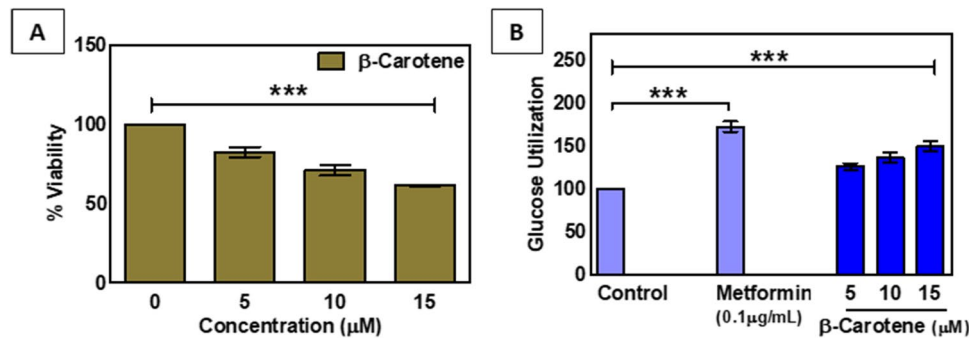 A
150
100
50
0
% Viability
β-Carotene
***
0 5 10 15
Concentration (µM)
B
250
200
150
100
50
0
Glucose Utilization
***
***
Control
Metformin
(0.1µg/mL)
5 10 15
β-Carotene (µM)